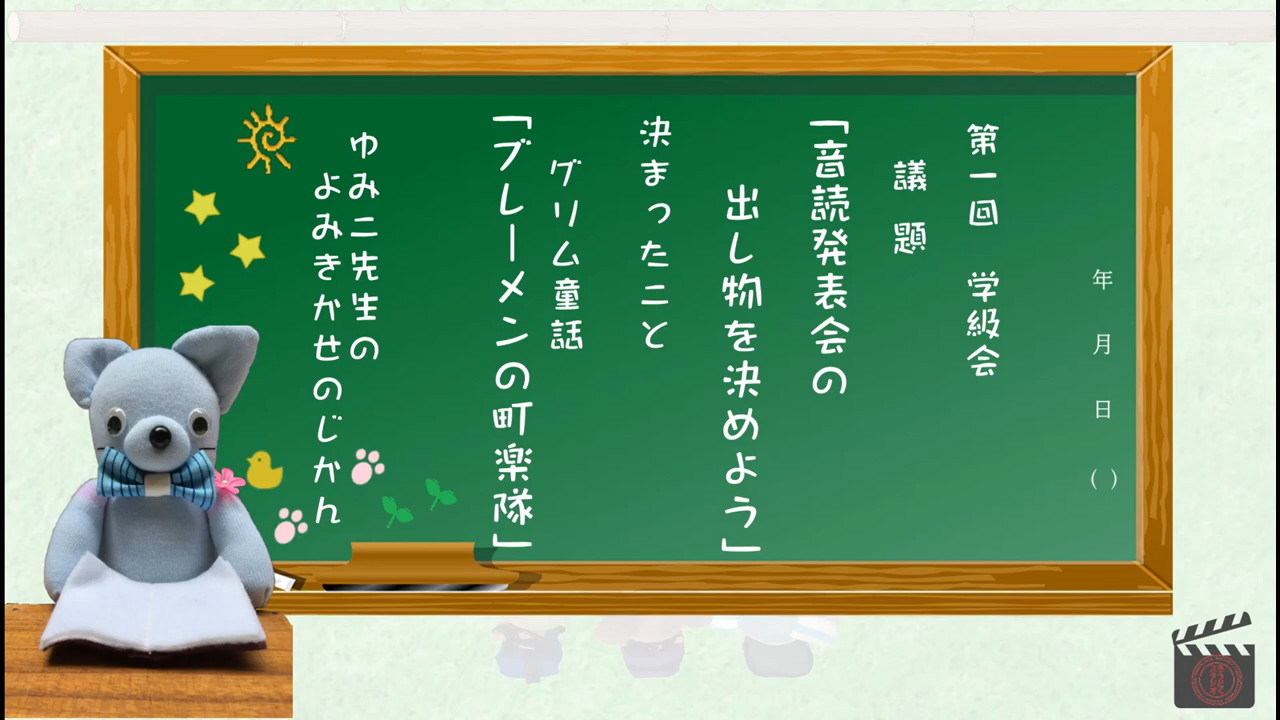 年 月 日 ( )
第一回 学級会
議 題
「音読発表会の
出し物を決めよう」
決まったこと
グリム童話
「ブレーメンの町楽隊」
ゆみ二先生の
よみきかせのじかん